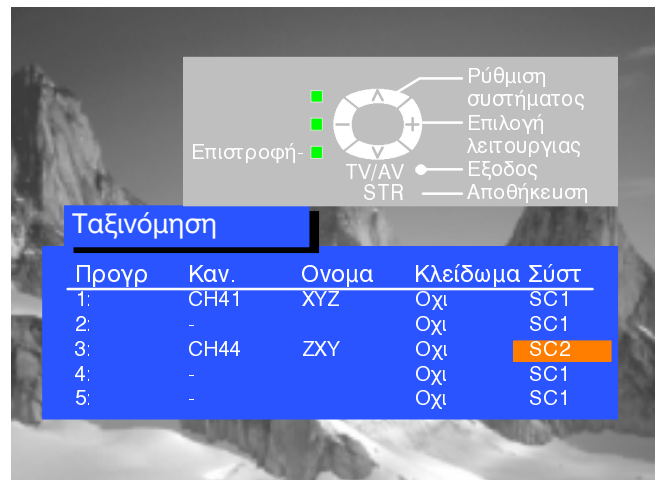 Ρύθμιση
συστήματος
Επιλογή
λειτουργιας
Επιστροφή-
TV/AV Εξοδος
STR Αποθήκευση
Ταξινόμηση
Προγρ Καν. Ονομα Κλείδωμα Σύστ
1: CH41 XYZ Οχι SC1
2: - Οχι SC1
3: CH44 ZXY Οχι SC2
4: - Οχι SC1
5: - Οχι SC1